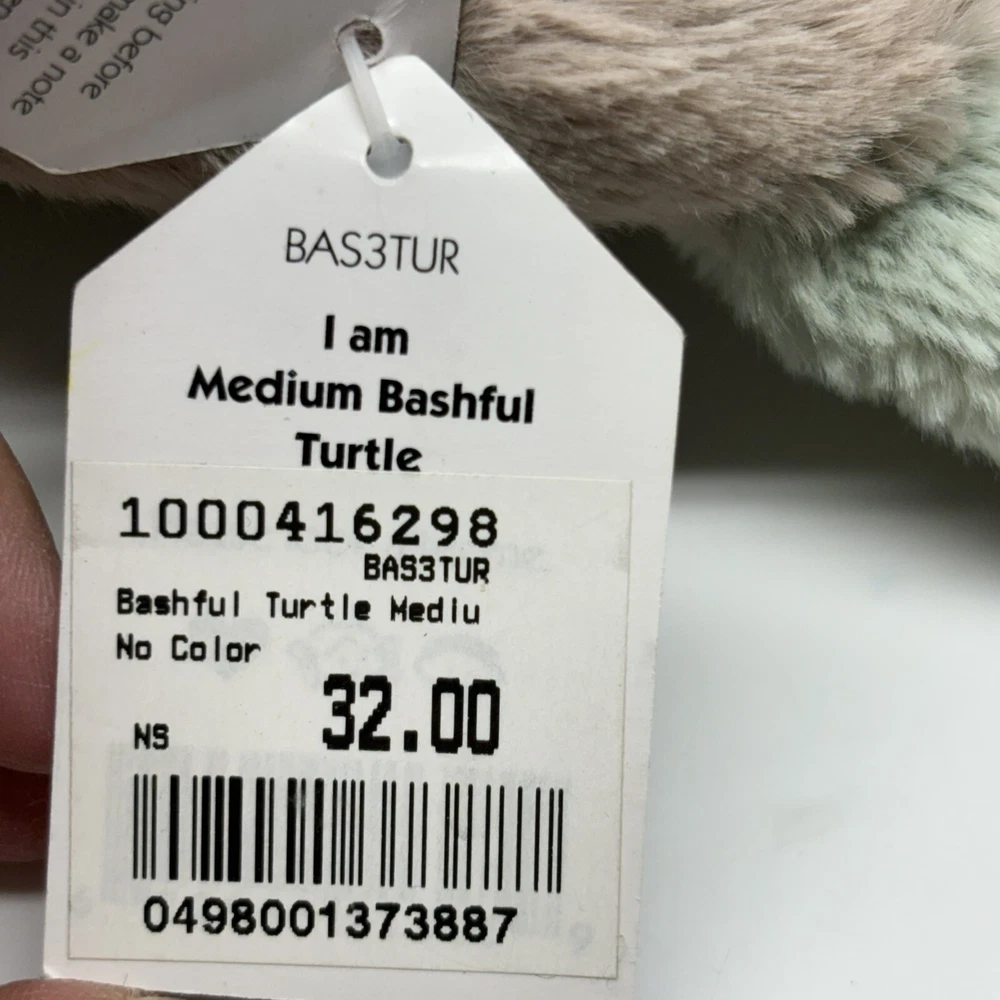 ng before
make a note
in this
BAS3TUR
I am
Medium Bashful
Turtle
1000416298
BAS3TUR
Bashful Turtle Mediu
No Color
32.00
NS
0498001373887